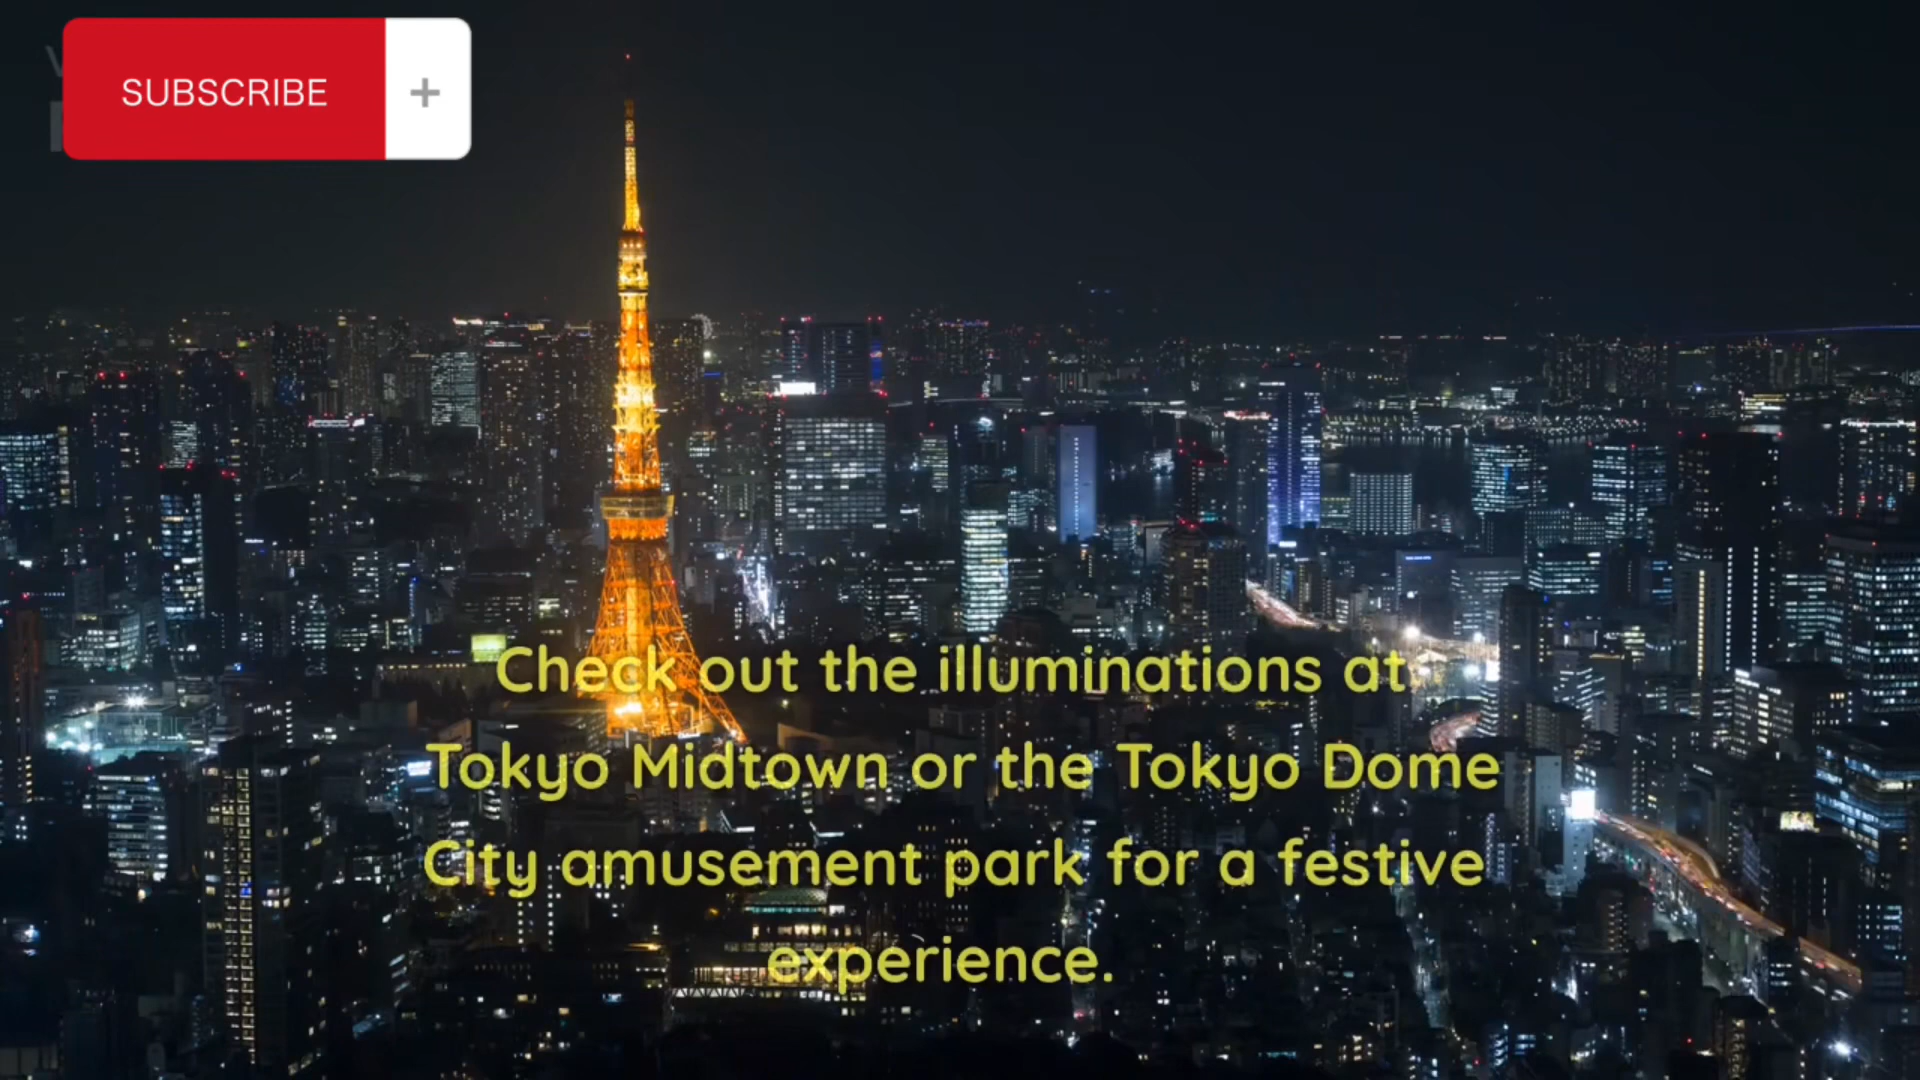 SUBSCRIBE +
Check out the illuminations at
Tokyo Midtown or the Tokyo Dome
City amusement park for a festive
experience.